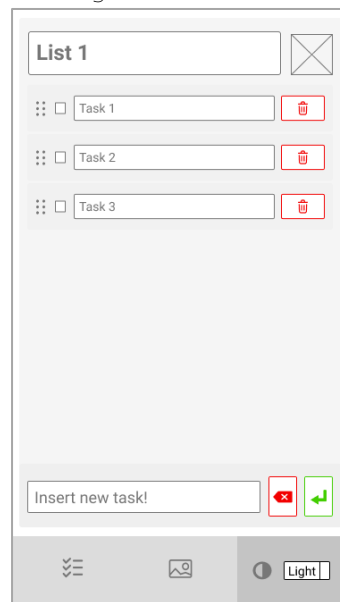 List 1
Task 1
Task 2
Task 3
Insert new task!
Light